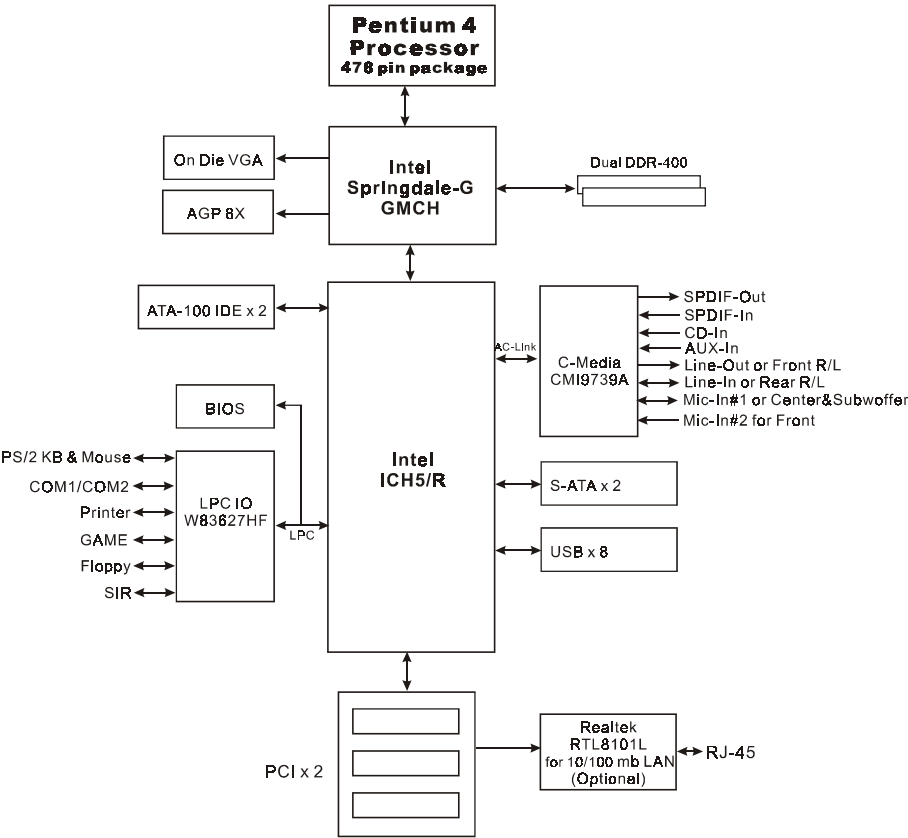 Pentium 4
Processor
478 pin package
On Die VGA
AGP 8X
Intel
Springdale-G
GMCH
Dual DDR-400
ATA-100 IDE x 2
BIOS
PS/2 KB & Mouse
COM1/COM2
Printer
GAME
Floppy
SIR
LPC IO
W83627HF
LPC
Intel
ICH5/R
AC-Link
C-Media
CMI9739A
SPDIF-Out
SPDIF-In
CD-In
AUX-In
Line-Out or Front R/L
Line-In or Rear R/L
Mic-In#1 or Center&Subwoffer
Mic-In#2 for Front
S-ATA x 2
USB x 8
PCI x 2
Realtek
RTL8101L
for 10/100 mb LAN
(Optional)
RJ-45